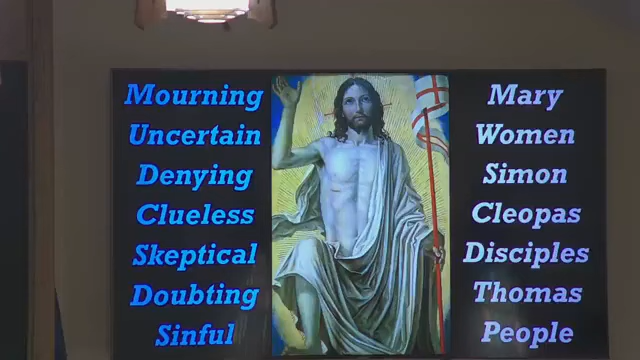 Mourning Mary
Uncertain Women
Denying Simon
Clueless Cleopas
Skeptical Disciples
Doubting Thomas
Sinful People